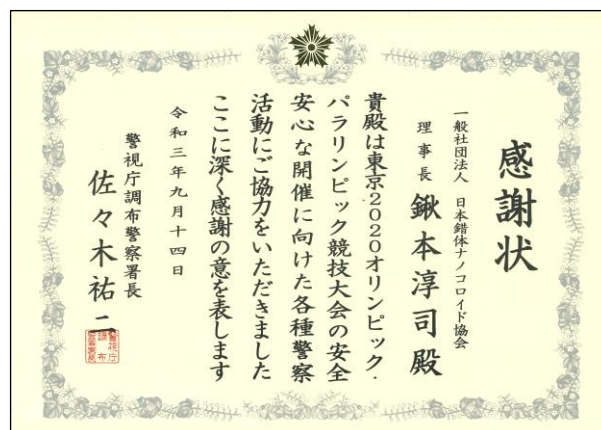 感謝状
一般社団法人 日本錯体ナノコロイド協会
理事長 鍬本淳司殿
貴殿は東京2020オリンピック・
パラリンピック競技大会の安全
安心な開催に向けた各種警察
活動にご協力をいただきました
ここに深く感謝の意を表します
令和三年九月十四日
警視庁調布警察署長
佐々木祐二